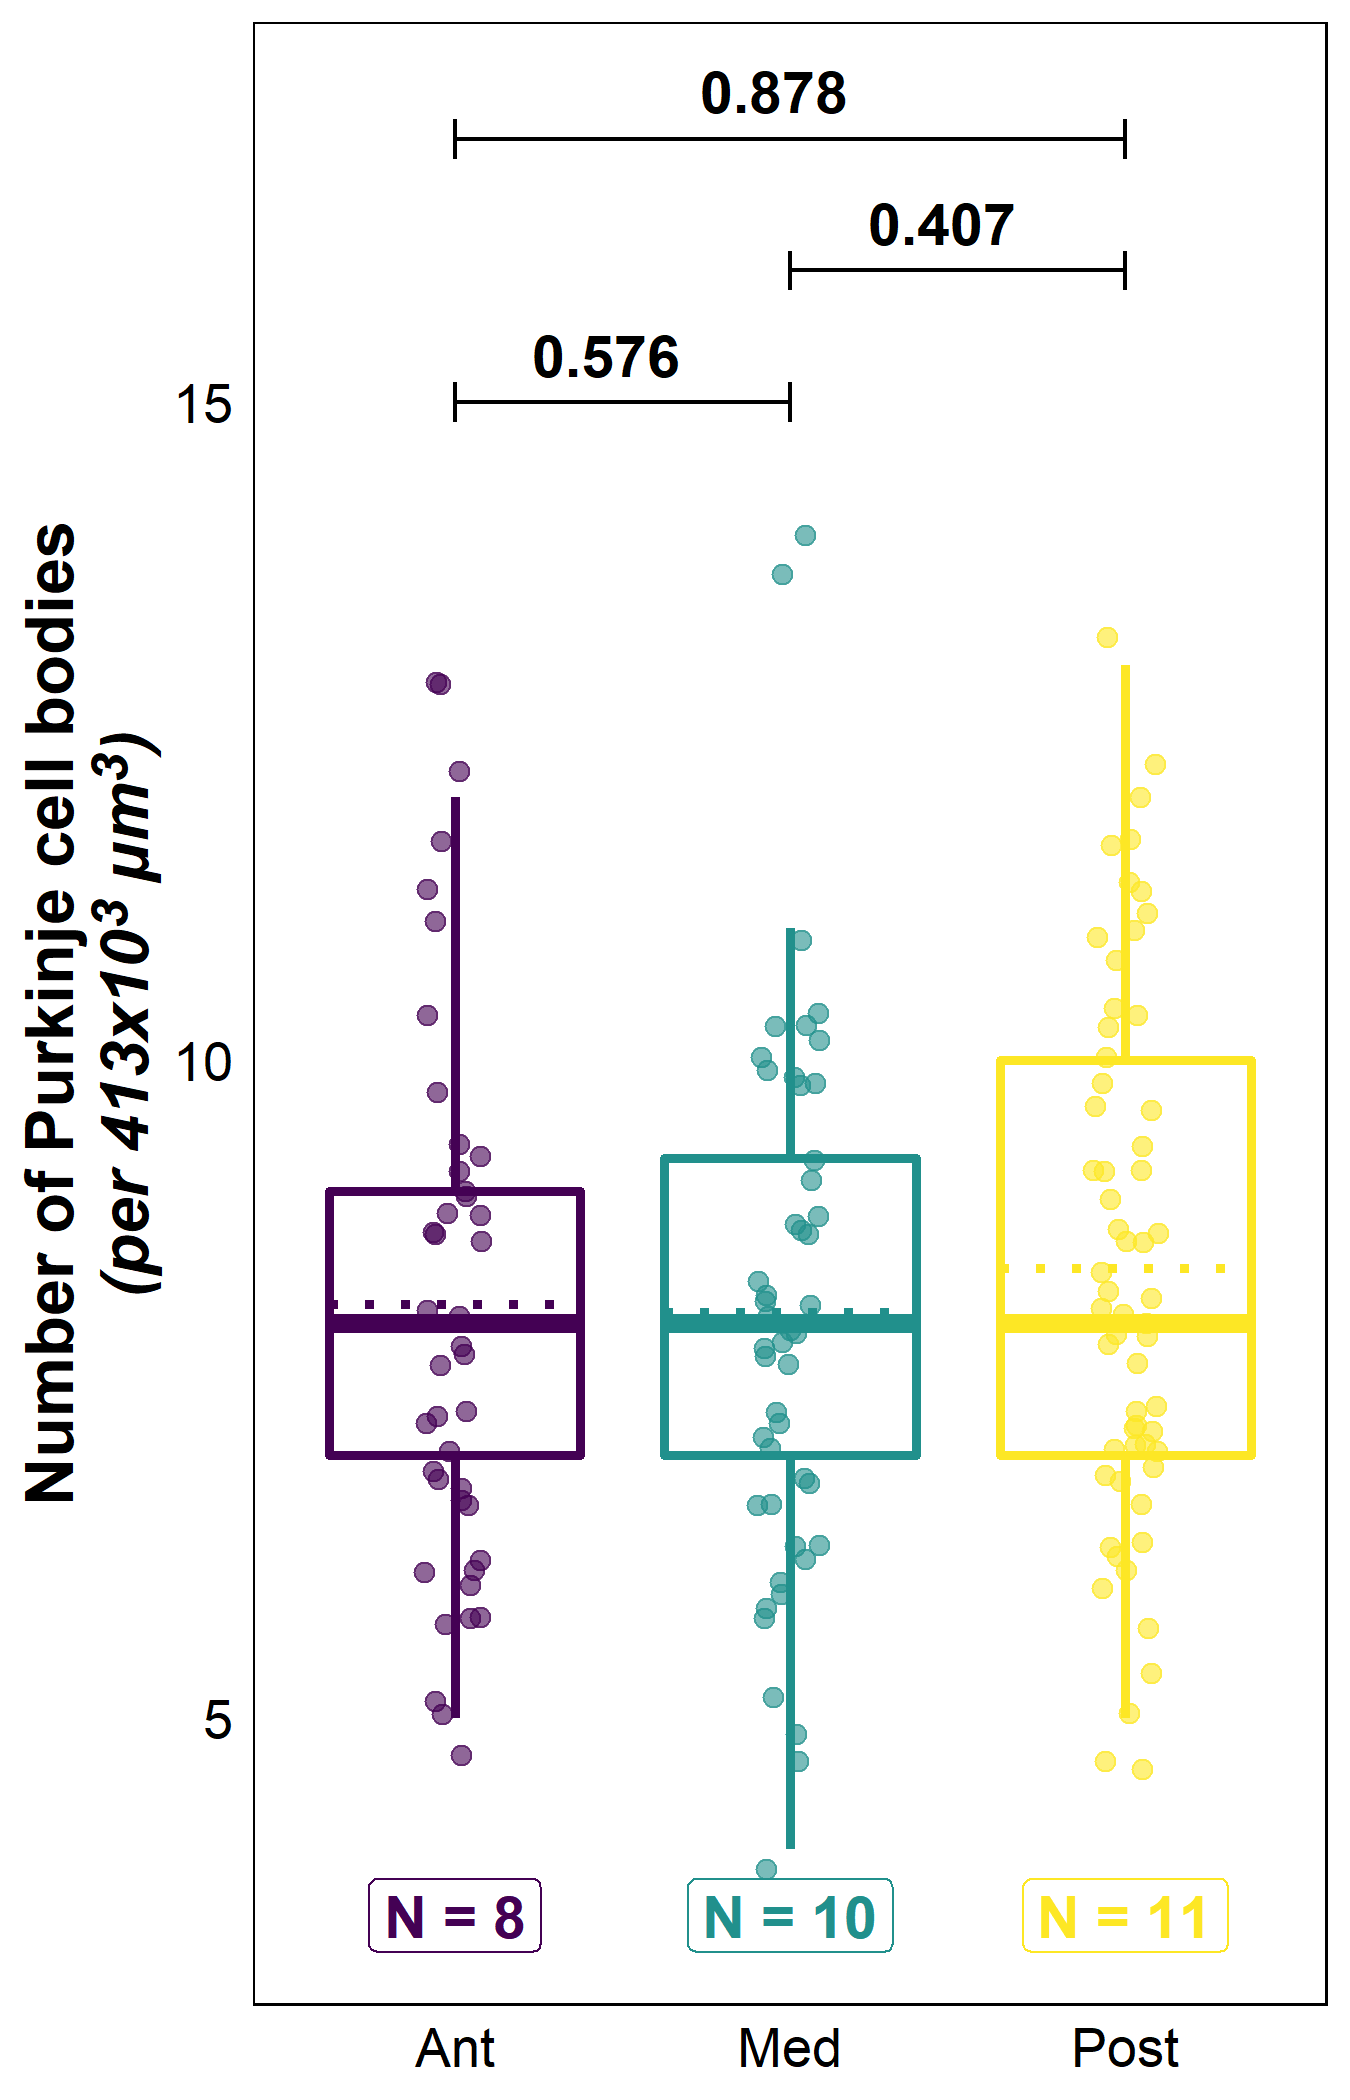 Number of Purkinje cell bodies
(per 413x10³ μm³)
0.878
0.407
0.576
15
10
5
N = 8
N = 10
N = 11
Ant
Med
Post